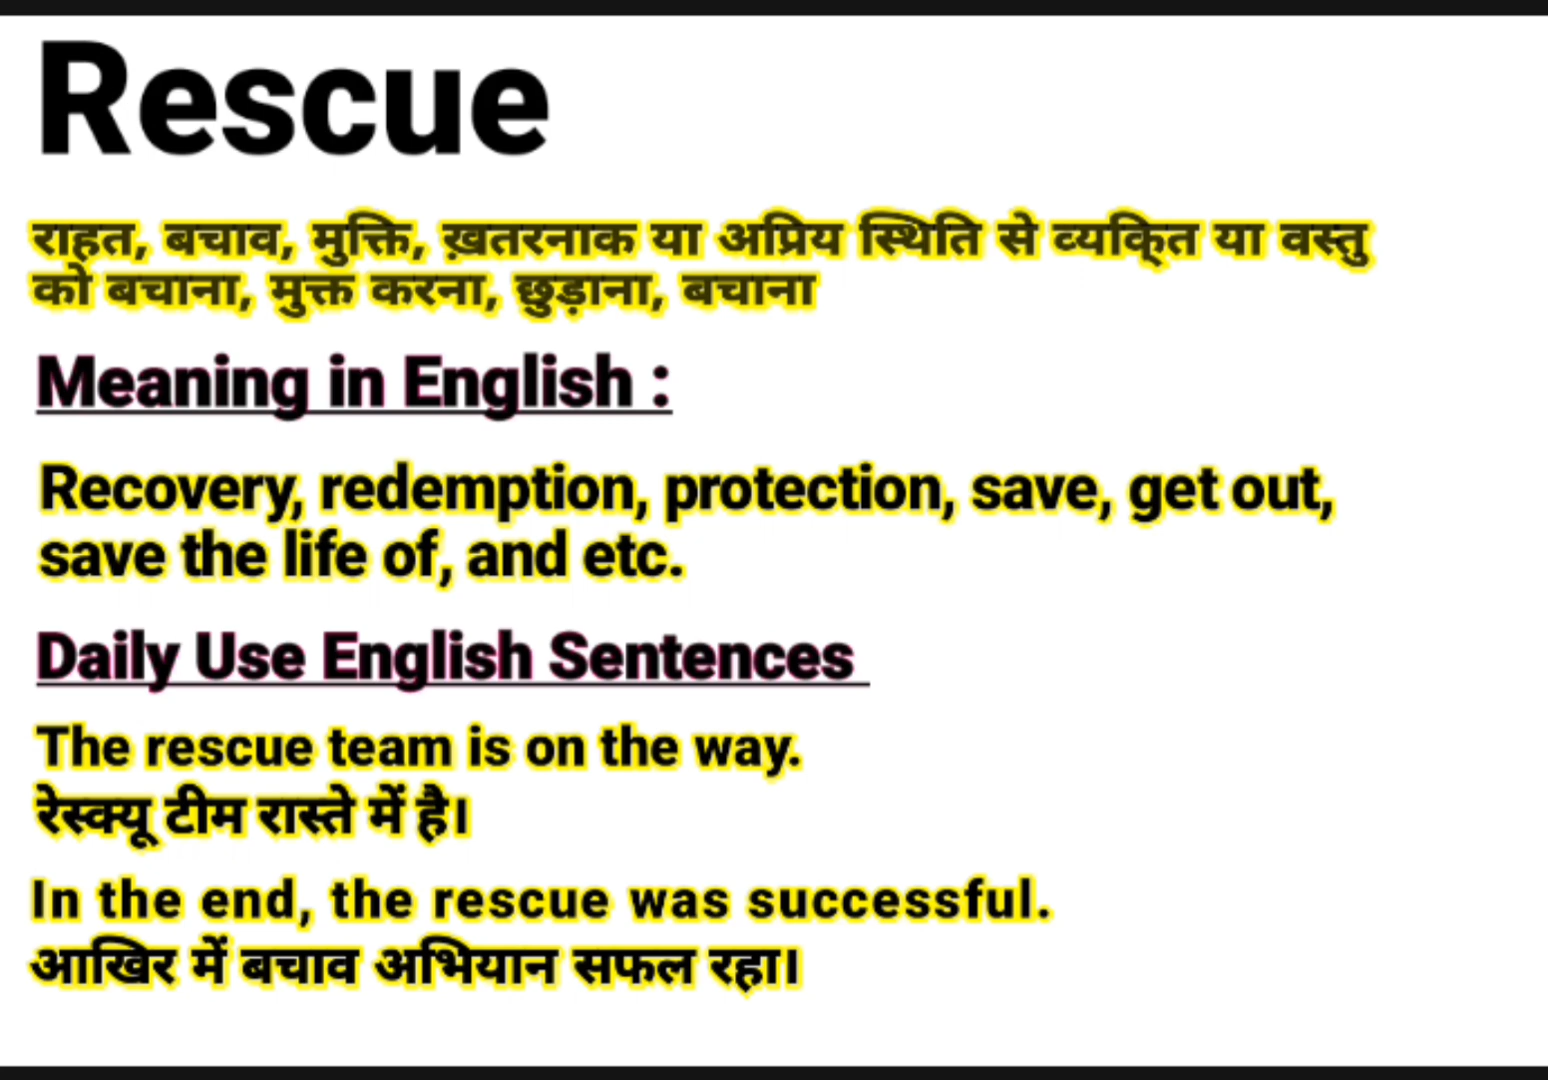 Rescue
राहत, बचाव, मुक्ति, ख़तरनाक या अप्रिय स्थिति से व्यक्ति या वस्तु
को बचाना, मुक्त करना, छुड़ाना, बचाना
Meaning in English :
Recovery, redemption, protection, save, get out,
save the life of, and etc.
Daily Use English Sentences
The rescue team is on the way.
रेस्क्यू टीम रास्ते में है।
In the end, the rescue was successful.
आखिर में बचाव अभियान सफल रहा।